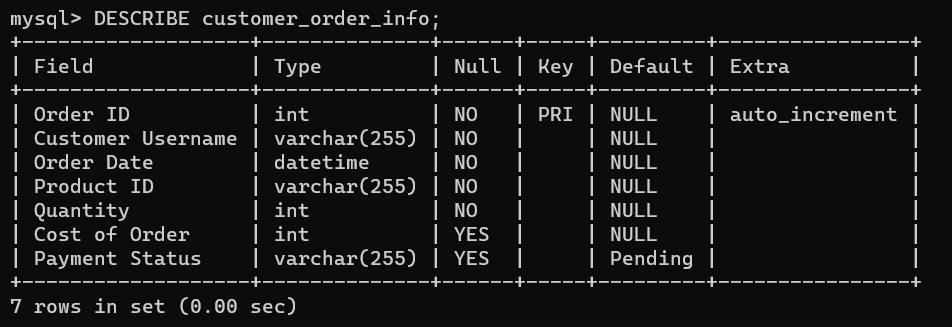 mysql> DESCRIBE customer_order_info;
+-------------------+--------------+------+-----+---------+----------------+
| Field             | Type         | Null | Key | Default | Extra          |
+-------------------+--------------+------+-----+---------+----------------+
| Order ID          | int          | NO   | PRI | NULL    | auto_increment |
| Customer Username | varchar(255) | NO   |     | NULL    |                |
| Order Date        | datetime     | NO   |     | NULL    |                |
| Product ID        | varchar(255) | NO   |     | NULL    |                |
| Quantity          | int          | NO   |     | NULL    |                |
| Cost of Order     | int          | YES  |     | NULL    |                |
| Payment Status    | varchar(255) | YES  |     | Pending |                |
+-------------------+--------------+------+-----+---------+----------------+
7 rows in set (0.00 sec)